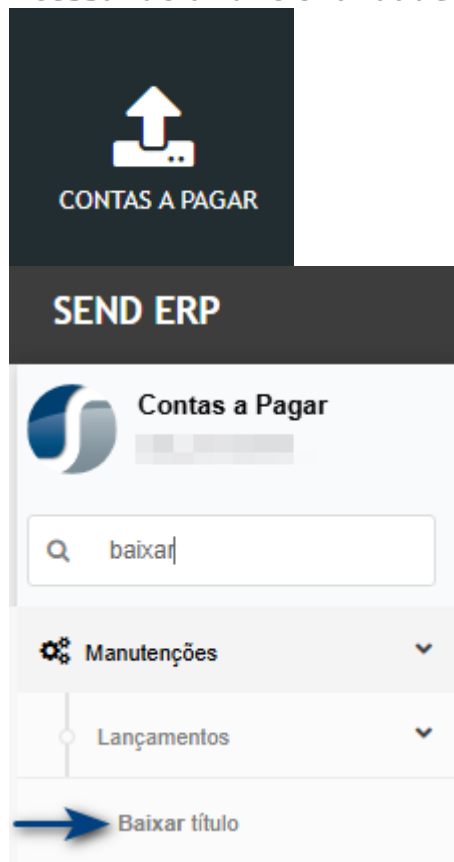 CONTAS A PAGAR
SEND ERP
Contas a Pagar
baixar
Manutenções
Lançamentos
Baixar título